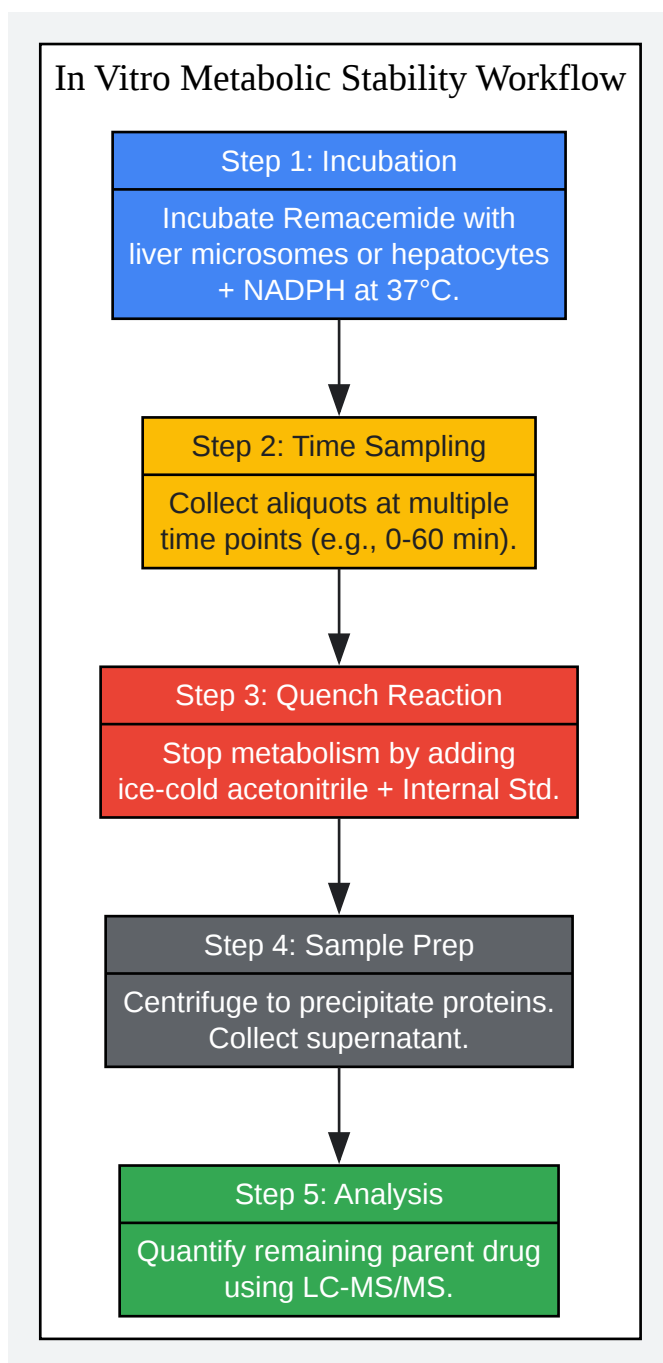 In Vitro Metabolic Stability Workflow
Step 1: Incubation
Incubate Remacemide with
liver microsomes or hepatocytes
+ NADPH at 37°C.
Step 2: Time Sampling
Collect aliquots at multiple
time points (e.g., 0-60 min).
Step 3: Quench Reaction
Stop metabolism by adding
ice-cold acetonitrile + Internal Std.
Step 4: Sample Prep
Centrifuge to precipitate proteins.
Collect supernatant.
Step 5: Analysis
Quantify remaining parent drug
using LC-MS/MS.